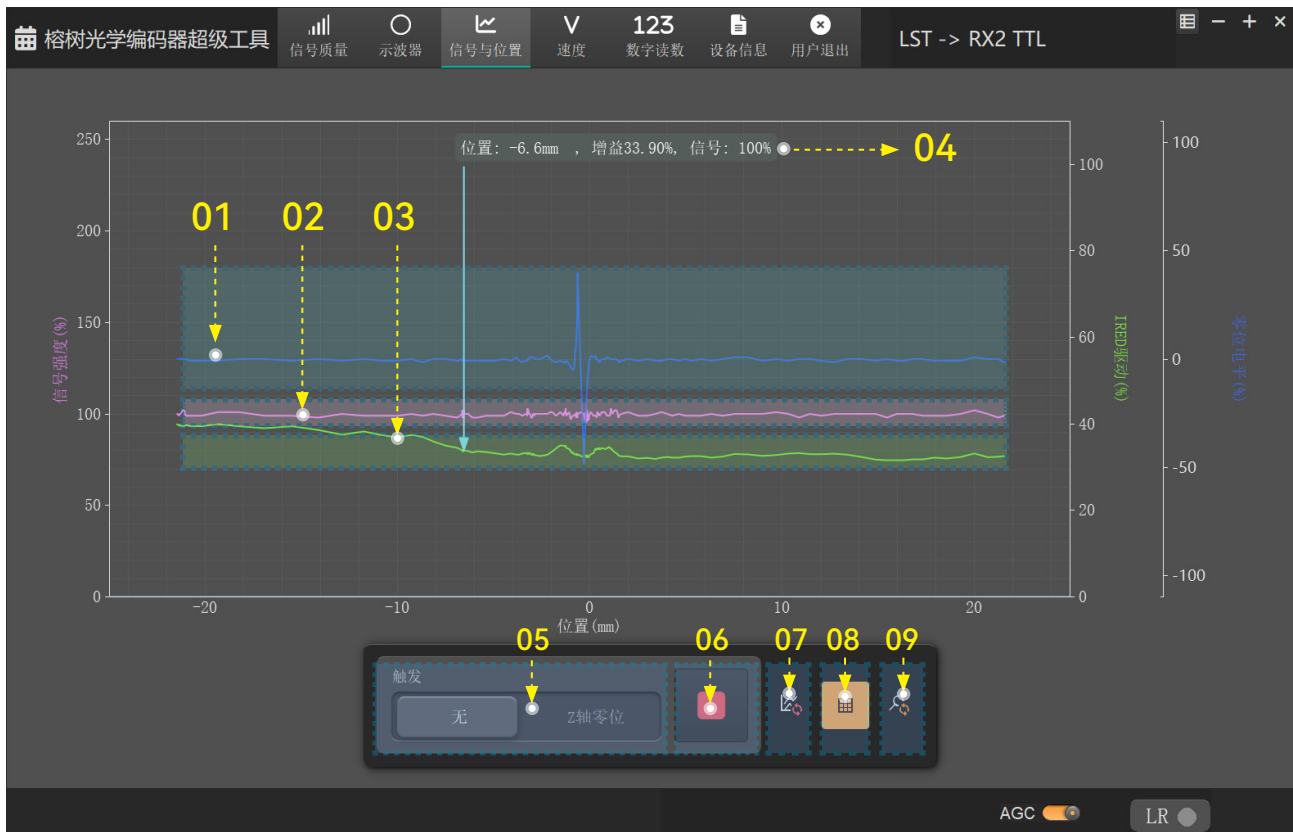 榕树光学编码器超级工具
信号质量
示波器
信号与位置
V
速度
123
数字读数
设备信息
用户退出
LST -> RX2 TTL
位置: -6.6mm , 增益33.90%, 信号: 100%
04
01
02
03
250
200
150
100
50
0
信号强度(%)
100
80
60
40
20
0
IRED驱动(%)
100
50
0
-50
-100
零位电平(%)
-20
-10
0
10
20
位置(mm)
05
06
07
08
09
触发
无
Z轴零位
AGC
LR